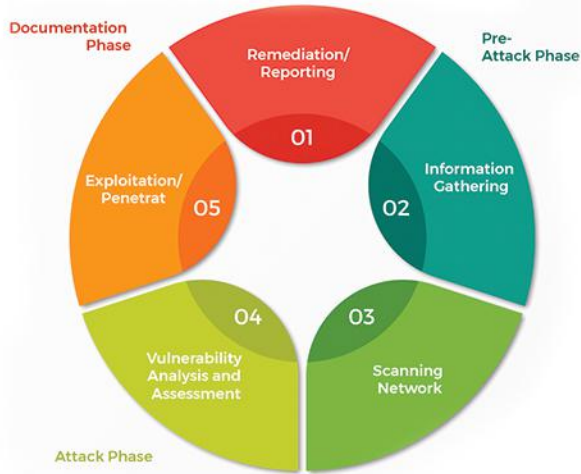 Documentation
Phase
Remediation/
Reporting
01
Pre-
Attack Phase
Information
Gathering
02
Scanning
Network
03
Vulnerability
Analysis and
Assessment
04
Attack Phase
Exploitation/
Penetrat
05